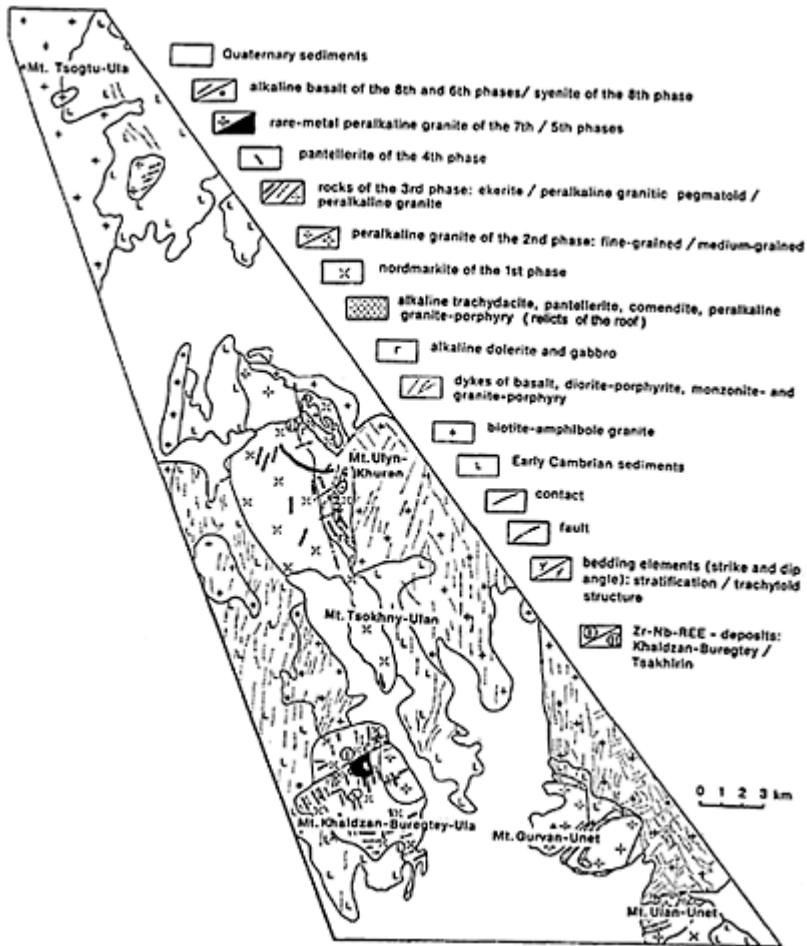 Mt. Tsogtu-Ula
Quaternary sediments
alkaline basalt of the 8th and 6th phases/ syenite of the 8th phase
rare-metal peralkaline granite of the 7th / 5th phases
pantellerite of the 4th phase
rocks of the 3rd phase: ekerite / peralkaline granitic pegmatoid /
peralkaline granite
peralkaline granite of the 2nd phase: fine-grained / medium-grained
nordmarkite of the 1st phase
alkaline trachydacite, pantellerite, comendite, peralkaline
granite-porphyry (relicts of the roof)
alkaline dolerite and gabbro
dykes of basalt, diorite-porphyrite, monzonite- and
granite-porphyry
biotite-amphibole granite
Early Cambrian sediments
contact
fault
bedding elements (strike and dip
angle): stratification / trachytoid
structure
Zr-Nb-REE - deposits:
Khaldzan-Buregtey /
Tsakhirin
Mt. Ulyn-
Khuren
Mt. Tsokhny-Ulan
0 1 2 3 km
Mt. Khaldzan-Buregtey-Ula
Mt. Gurvan-Unet
Mt. Ulan-Unet